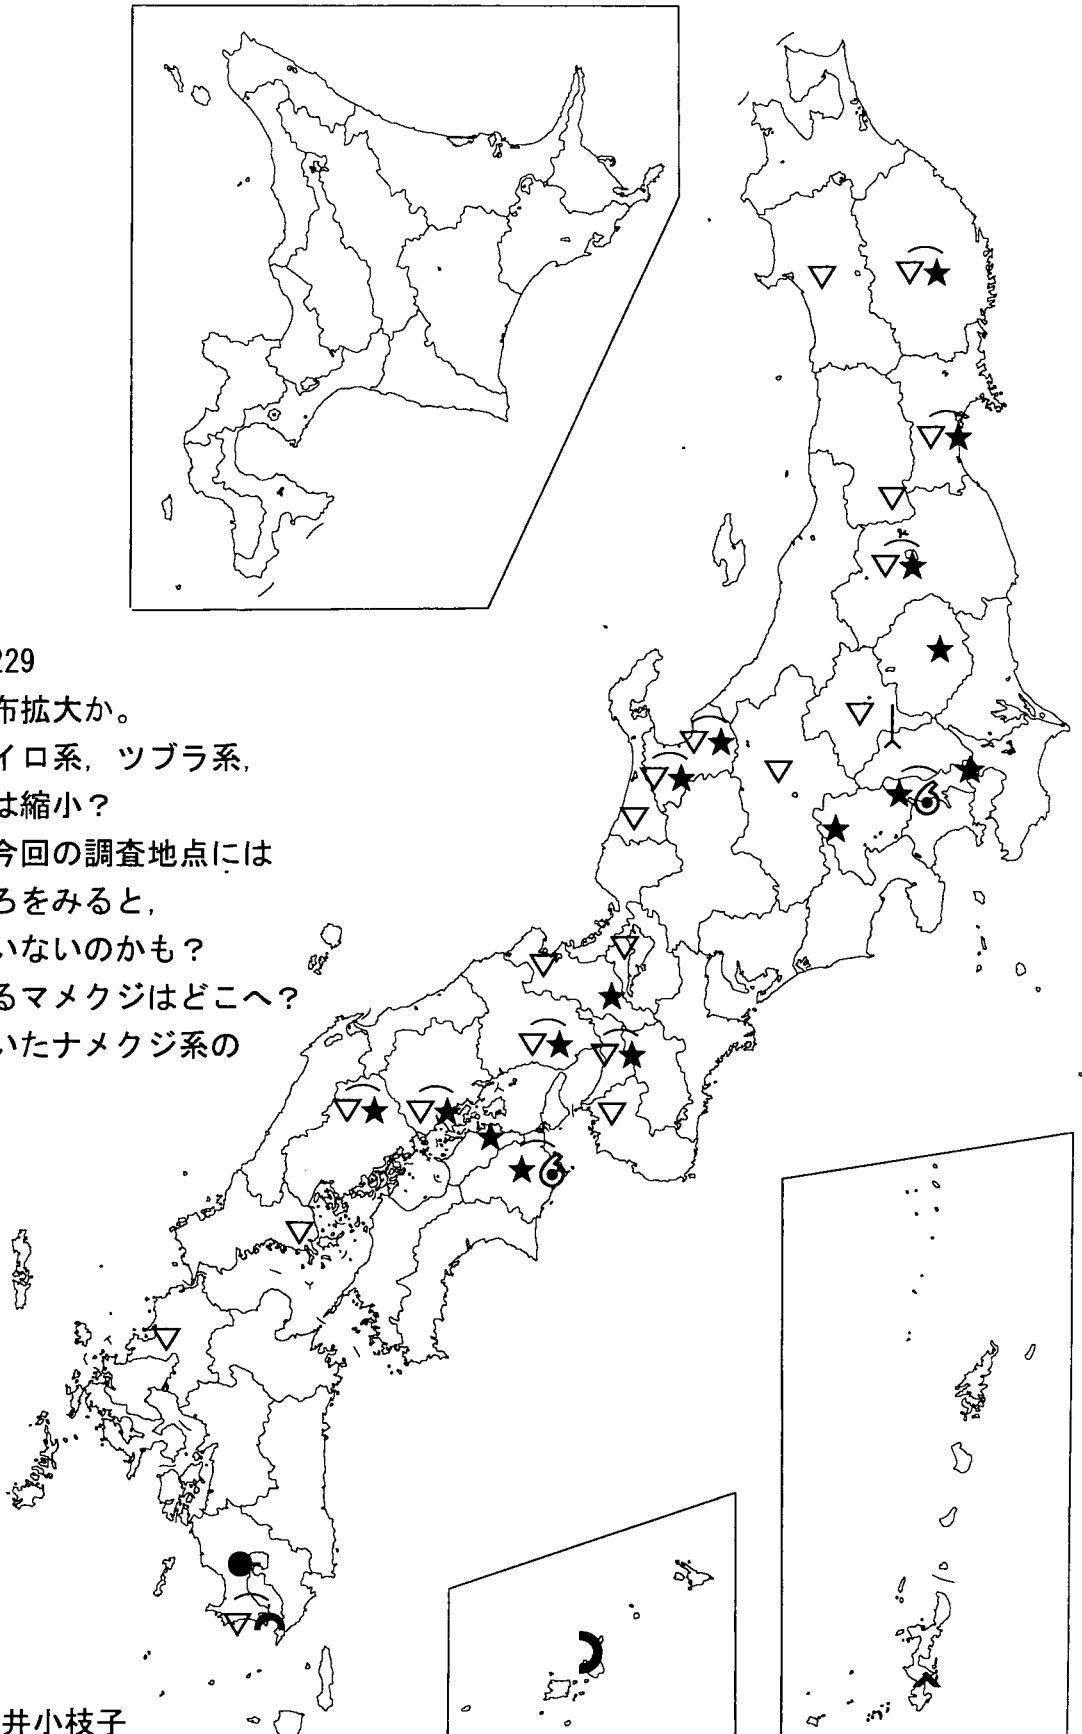 229
布拡大か。
イロ系，ツブラ系，
は縮小？
今回の調査地点には
ろをみると，
いないのかも？
るマメクジはどこへ？
いたナメクジ系の
井小枝子